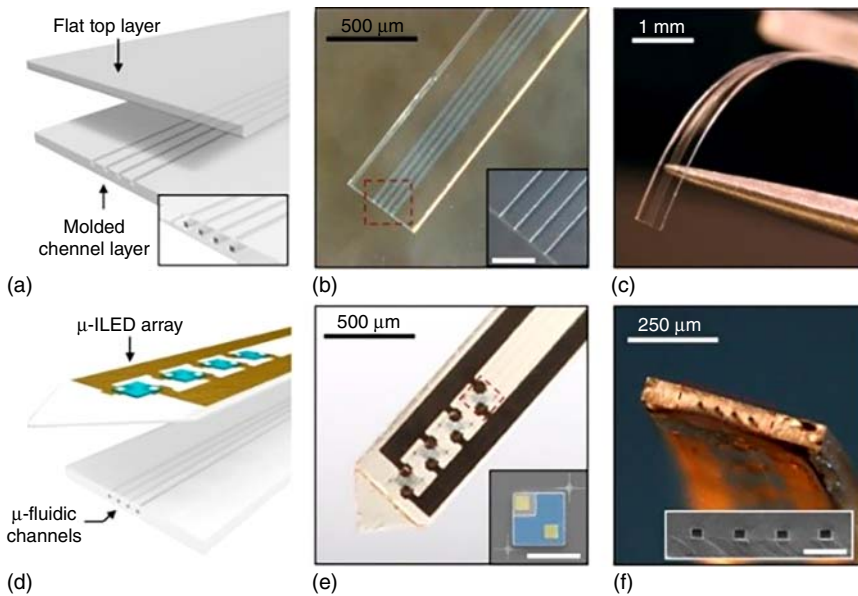 Flat top layer
Molded
chennel layer
(a)
500 µm
(b)
1 mm
(c)
µ-ILED array
µ-fluidic
channels
(d)
500 µm
(e)
250 µm
(f)